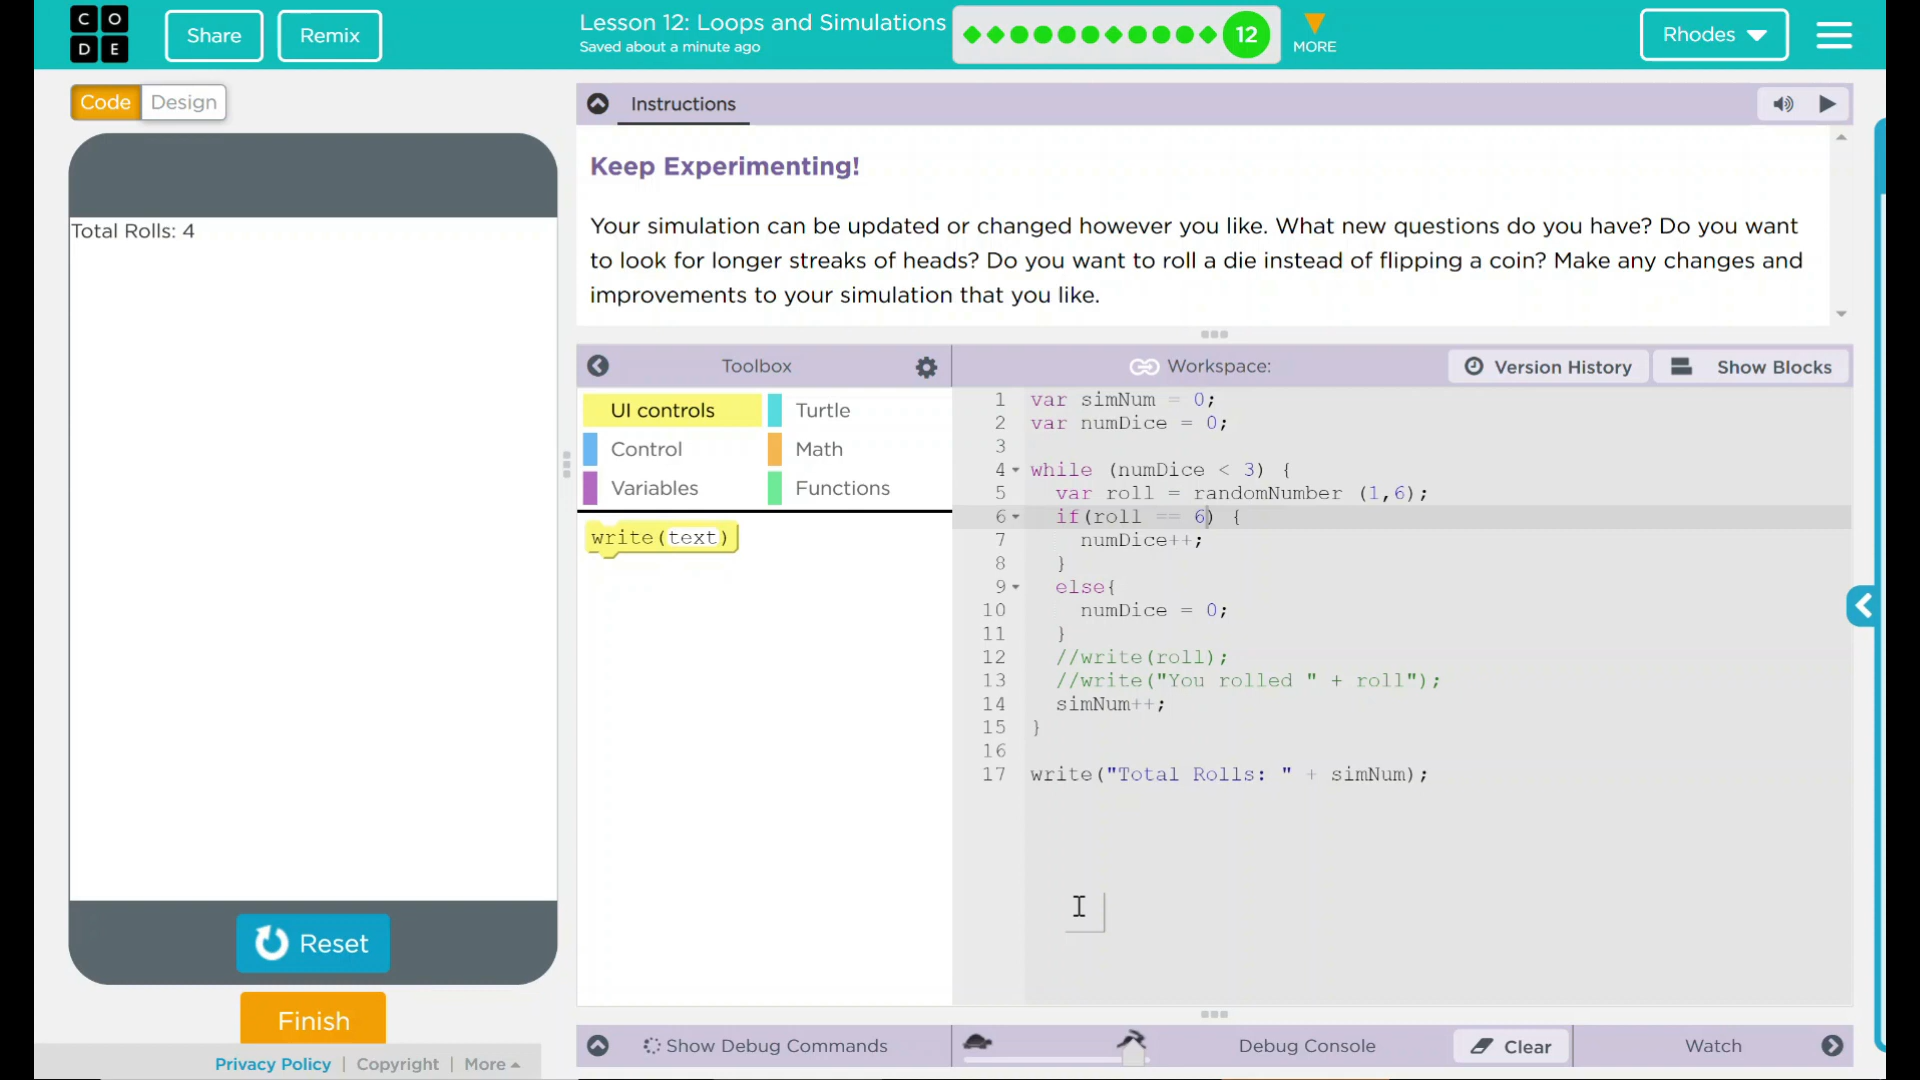 CO
DE
Share
Remix
Lesson 12: Loops and Simulations
Saved about a minute ago
12
MORE
Rhodes
Code
Design
Total Rolls: 4
Reset
Finish
Privacy Policy | Copyright | More
Instructions
Keep Experimenting!
Your simulation can be updated or changed however you like. What new questions do you have? Do you want
to look for longer streaks of heads? Do you want to roll a die instead of flipping a coin? Make any changes and
improvements to your simulation that you like.
Toolbox
UI controls
Turtle
Control
Math
Variables
Functions
write(text)
Workspace:
Version History
Show Blocks
1 var simNum = 0;
2 var numDice = 0;
3
4 while (numDice < 3) {
5 var roll = randomNumber (1,6);
6 if(roll == 6) {
7 numDice++;
8 }
9 else{
10 numDice = 0;
11 }
12 //write(roll);
13 //write("You rolled " + roll");
14 simNum++;
15 }
16
17 write("Total Rolls: " + simNum);
Show Debug Commands
Debug Console
Clear
Watch